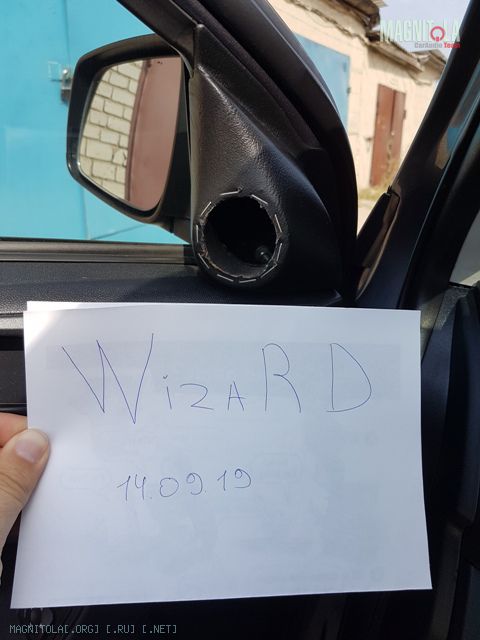 MAGNITOLA
CarAudio Team
WizaRD
14.09.19
MAGNITOLA[.ORG] [.RU] [.NET]